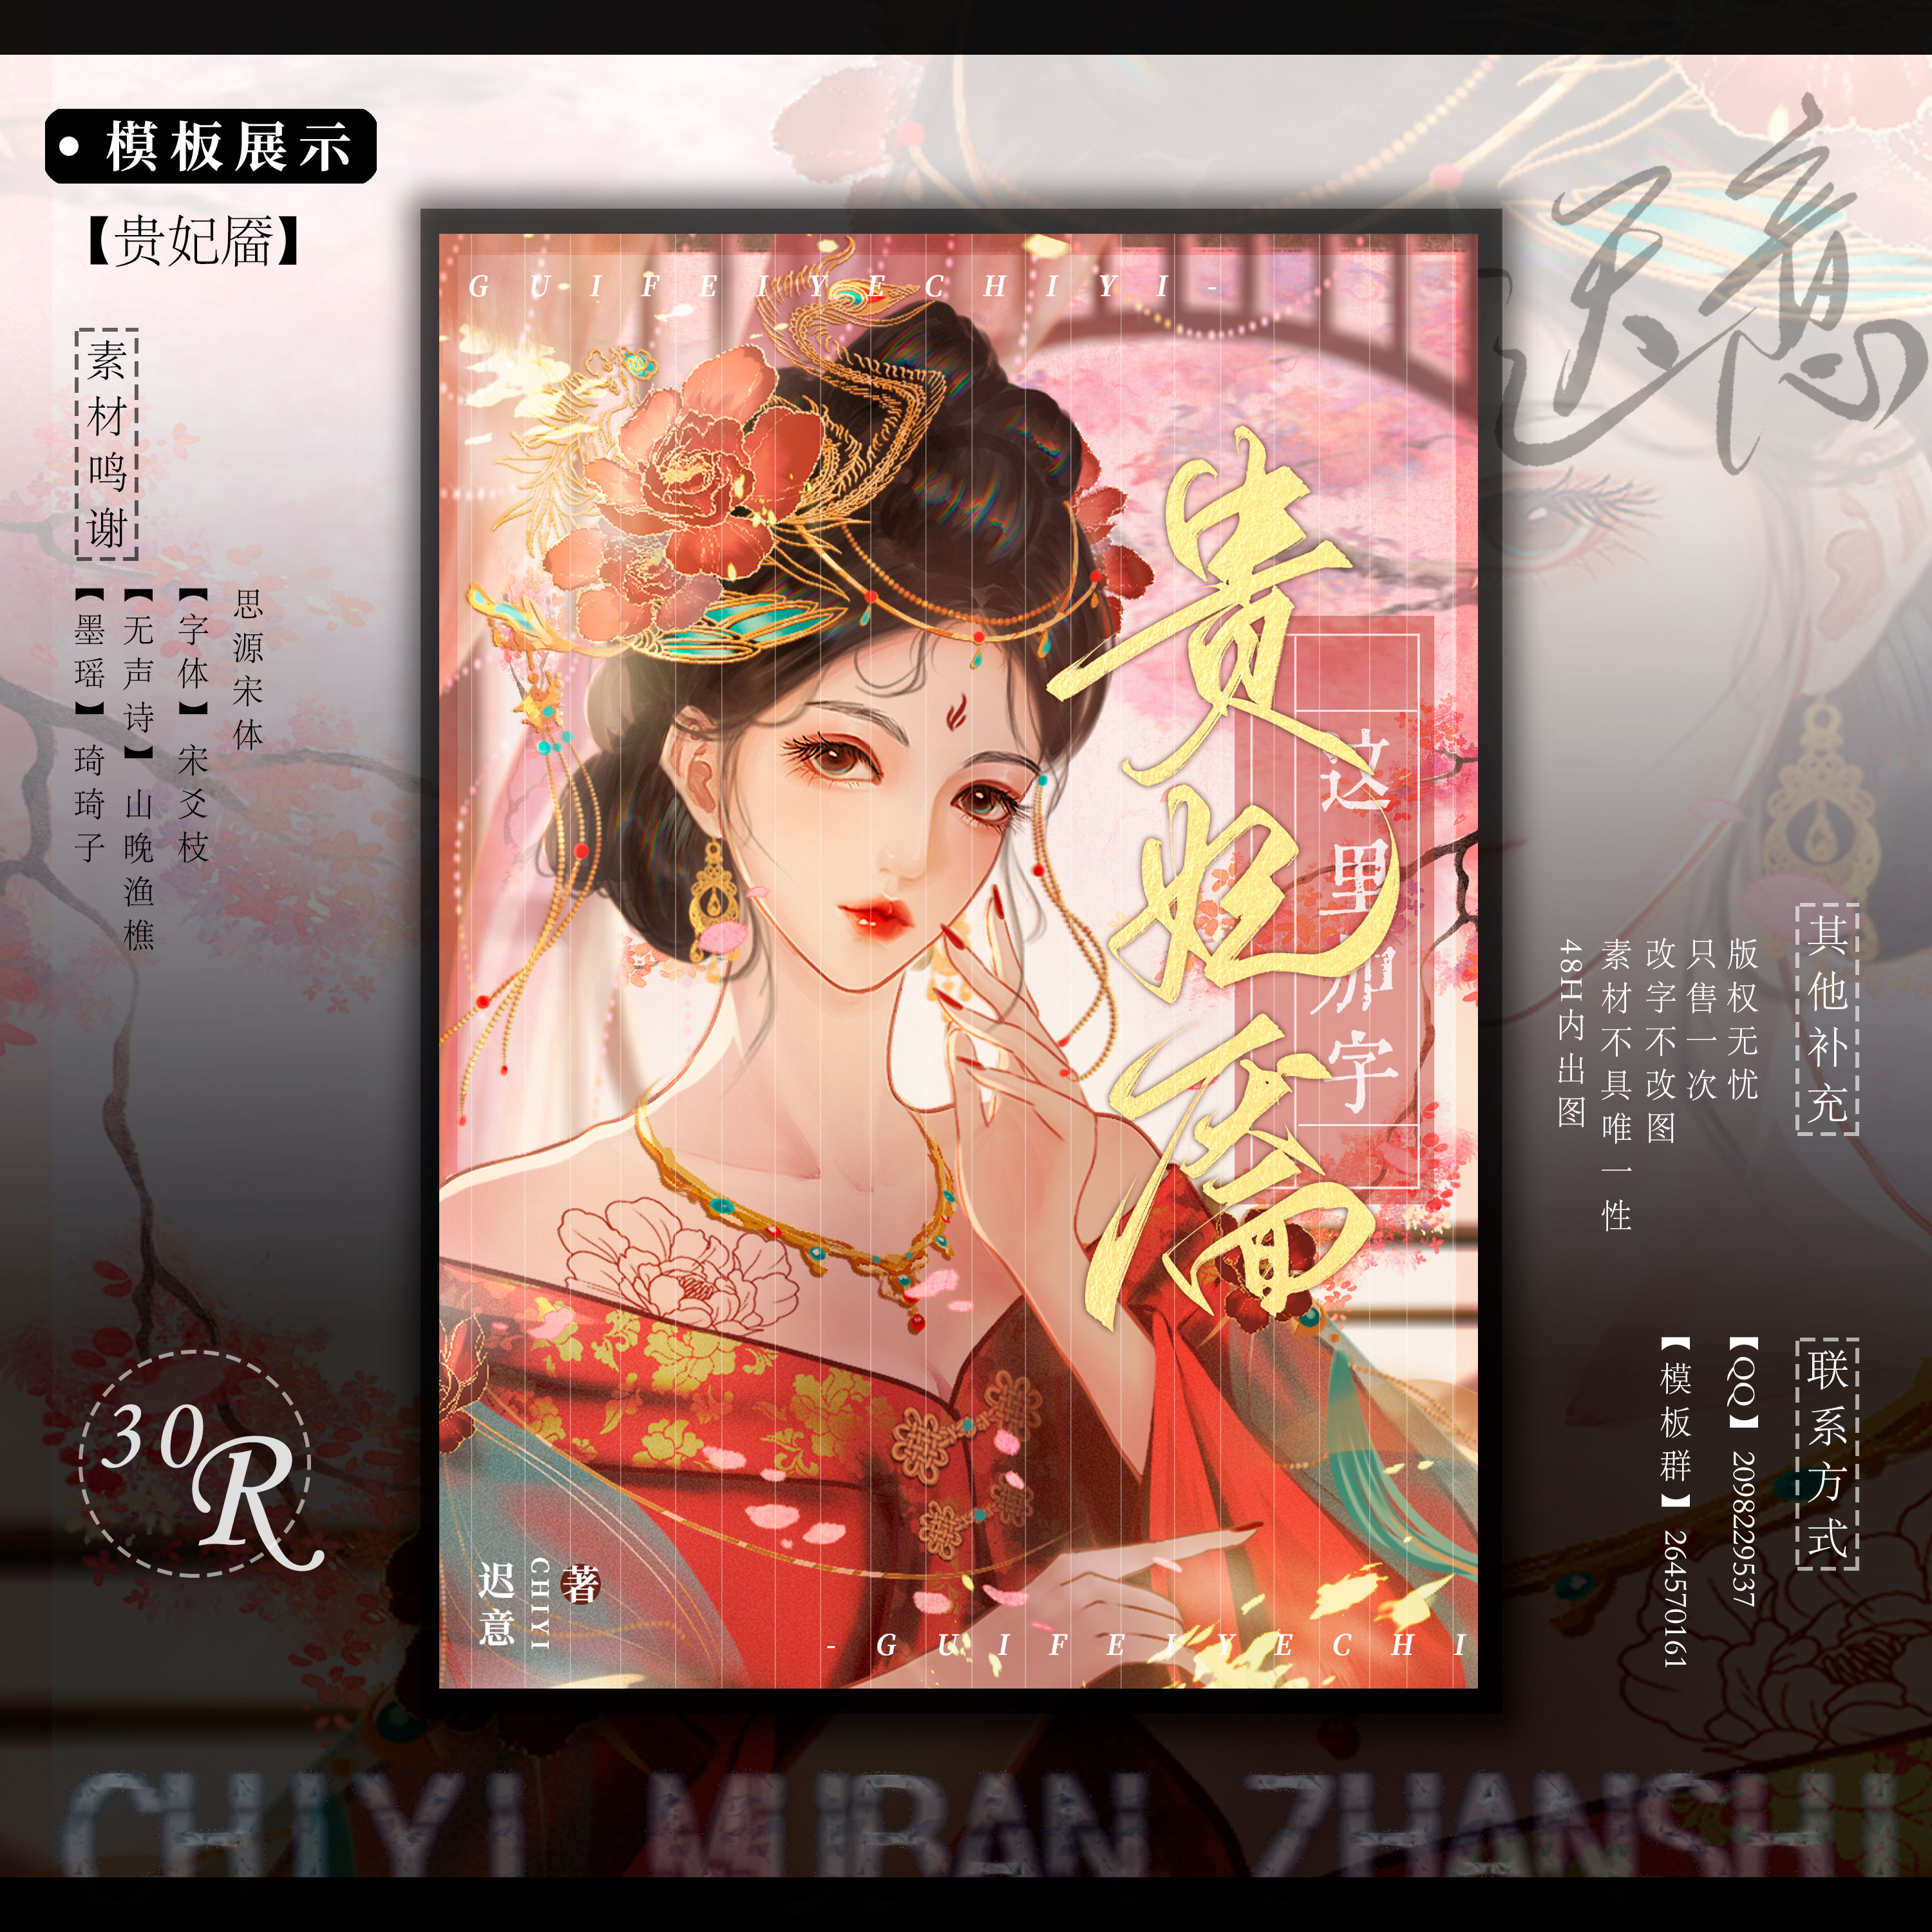 模板展示
【贵妃靥】
素材鸣谢
【墨瑶】琦琦子
【无声诗】山晚渔樵
【字体】宋爻枝
思源宋体
30R
迟意
GUIFEIYECHIYI-
贵妃靥
这里加字
迟意
CHIYI
著
-GUIFEIYECHI
其他补充
版权无忧
只售一次
改字不改图
素材不具唯一性
48H内出图
联系方式
【QQ】2098229537
【模板群】264570161
CHIYI MUBAN ZHANSHI